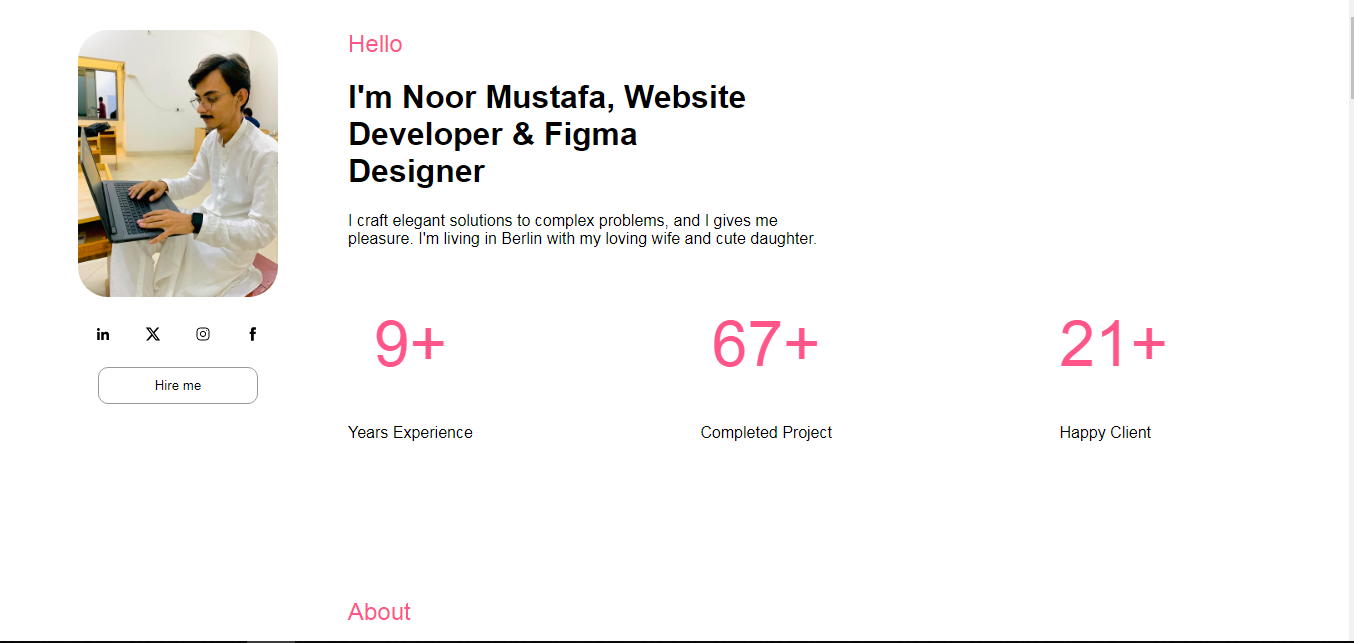 Hello
I'm Noor Mustafa, Website
Developer & Figma
Designer
I craft elegant solutions to complex problems, and I gives me
pleasure. I'm living in Berlin with my loving wife and cute daughter.
9+
67+
21+
Hire me
Years Experience
Completed Project
Happy Client
About